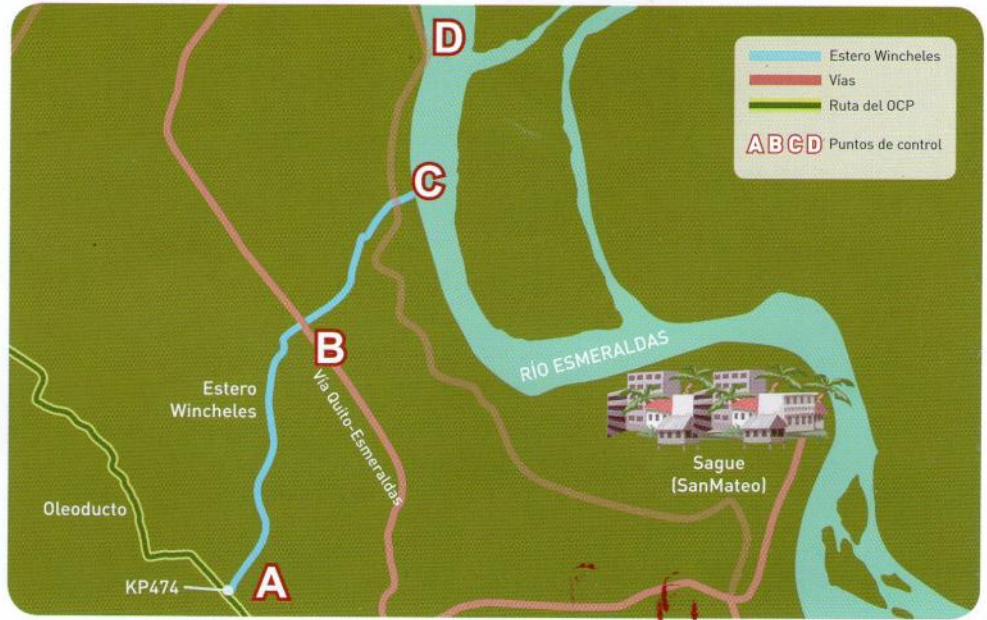 D
Estero Wincheles
Vías
Ruta del OCP
ABCD Puntos de control
C
B
RÍO ESMERALDAS
Estero
Wincheles
Vía Quito-Esmeraldas
Sague
(SanMateo)
Oleoducto
KP474
A